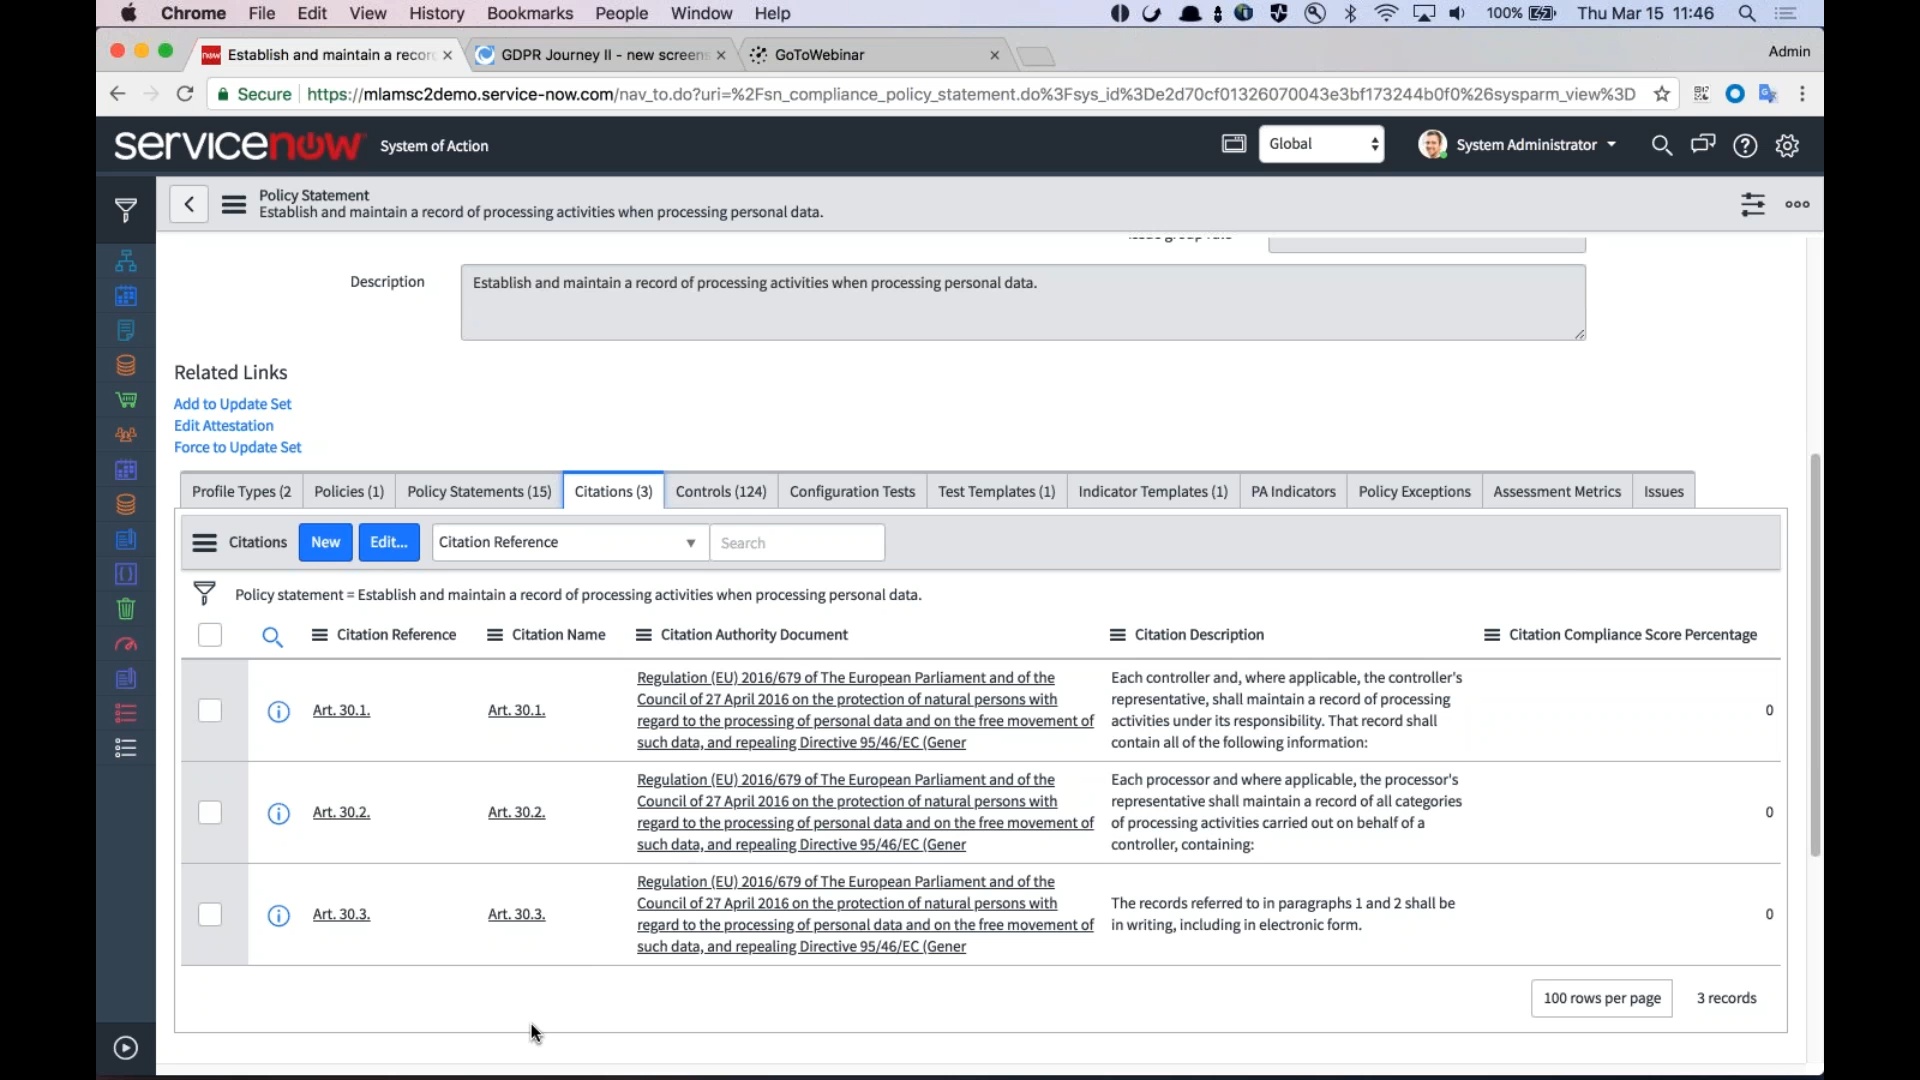 Chrome File Edit View History Bookmarks People Window Help 100% Thu Mar 15 11:46
now Establish and maintain a recor GDPR Journey II - new screens GoToWebinar Admin
Secure https://mlamsc2demo.service-now.com/nav_to.do?uri=%2Fsn_compliance_policy_statement.do%3Fsys_id%3De2d70cf01326070043e3bf173244b0f0%26sysparm_view%3D
servicenow System of Action Global System Administrator
Policy Statement
Establish and maintain a record of processing activities when processing personal data.
Description Establish and maintain a record of processing activities when processing personal data.
Related Links
Add to Update Set
Edit Attestation
Force to Update Set
Profile Types (2 Policies (1) Policy Statements (15) Citations (3) Controls (124) Configuration Tests Test Templates (1) Indicator Templates (1) PA Indicators Policy Exceptions Assessment Metrics Issues
Citations New Edit... Citation Reference Search
Policy statement = Establish and maintain a record of processing activities when processing personal data.
Citation Reference Citation Name Citation Authority Document Citation Description Citation Compliance Score Percentage
Regulation (EU) 2016/679 of The European Parliament and of the Each controller and, where applicable, the controller's
Council of 27 April 2016 on the protection of natural persons with representative, shall maintain a record of processing
Art. 30.1. Art. 30.1. 0
regard to the processing of personal data and on the free movement of activities under its responsibility. That record shall
such data, and repealing Directive 95/46/EC (Gener contain all of the following information:
Regulation (EU) 2016/679 of The European Parliament and of the Each processor and where applicable, the processor's
Council of 27 April 2016 on the protection of natural persons with representative shall maintain a record of all categories
Art. 30.2. Art. 30.2. 0
regard to the processing of personal data and on the free movement of of processing activities carried out on behalf of a
such data, and repealing Directive 95/46/EC (Gener controller, containing:
Regulation (EU) 2016/679 of The European Parliament and of the
Council of 27 April 2016 on the protection of natural persons with The records referred to in paragraphs 1 and 2 shall be
Art. 30.3. Art. 30.3. 0
regard to the processing of personal data and on the free movement of in writing, including in electronic form.
such data, and repealing Directive 95/46/EC (Gener
100 rows per page 3 records